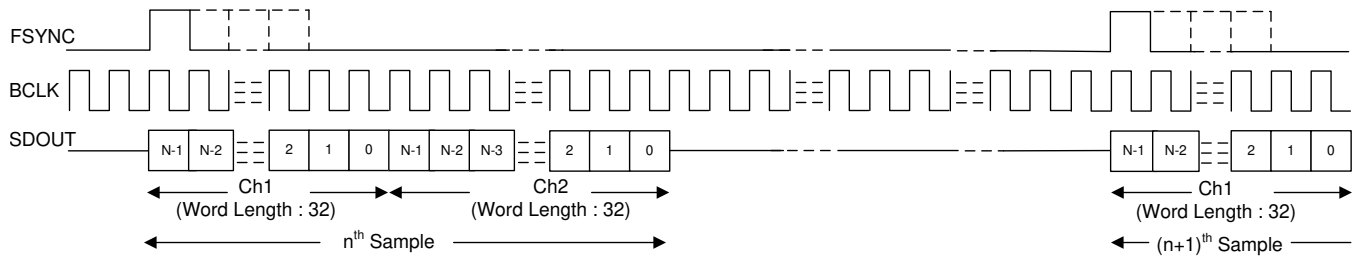 FSYNC
BCLK
SDOUT
N-1 N-2 2 1 0 N-1 N-2 N-3 2 1 0 N-1 N-2 2 1 0
Ch1 Ch2 Ch1
(Word Length : 32) (Word Length : 32) (Word Length : 32)
nth Sample (n+1)th Sample